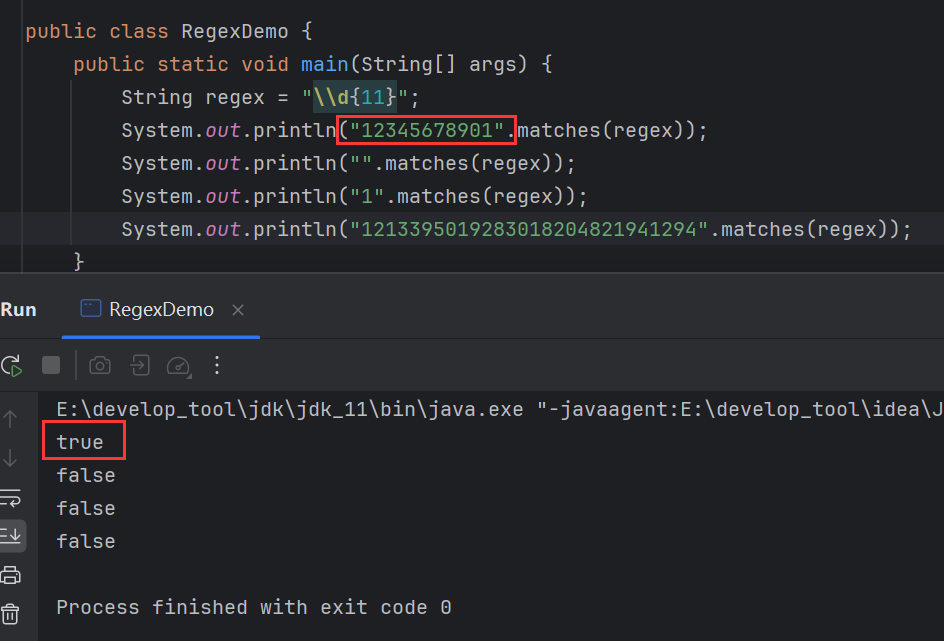 public class RegexDemo {
public static void main(String[] args) {
String regex = "\\d{11}";
System.out.println("12345678901".matches(regex));
System.out.println("".matches(regex));
System.out.println("1".matches(regex));
System.out.println("1213395019283018204821941294".matches(regex));
}
Run
RegexDemo
E:\develop_tool\jdk\jdk_11\bin\java.exe "-javaagent:E:\develop_tool\idea\J
true
false
false
false
Process finished with exit code 0